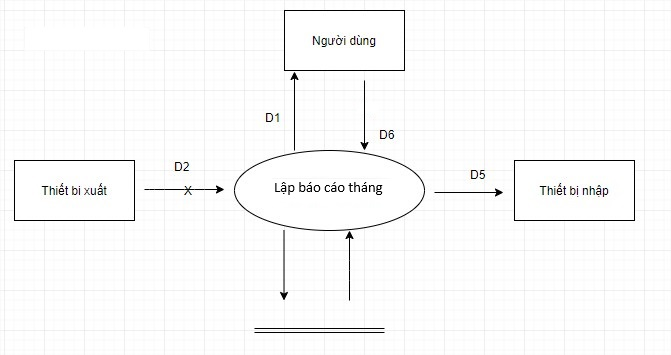 Người dùng
D1
D6
D2
D5
Thiết bi xuất
X
Lập báo cáo tháng
Thiết bị nhập